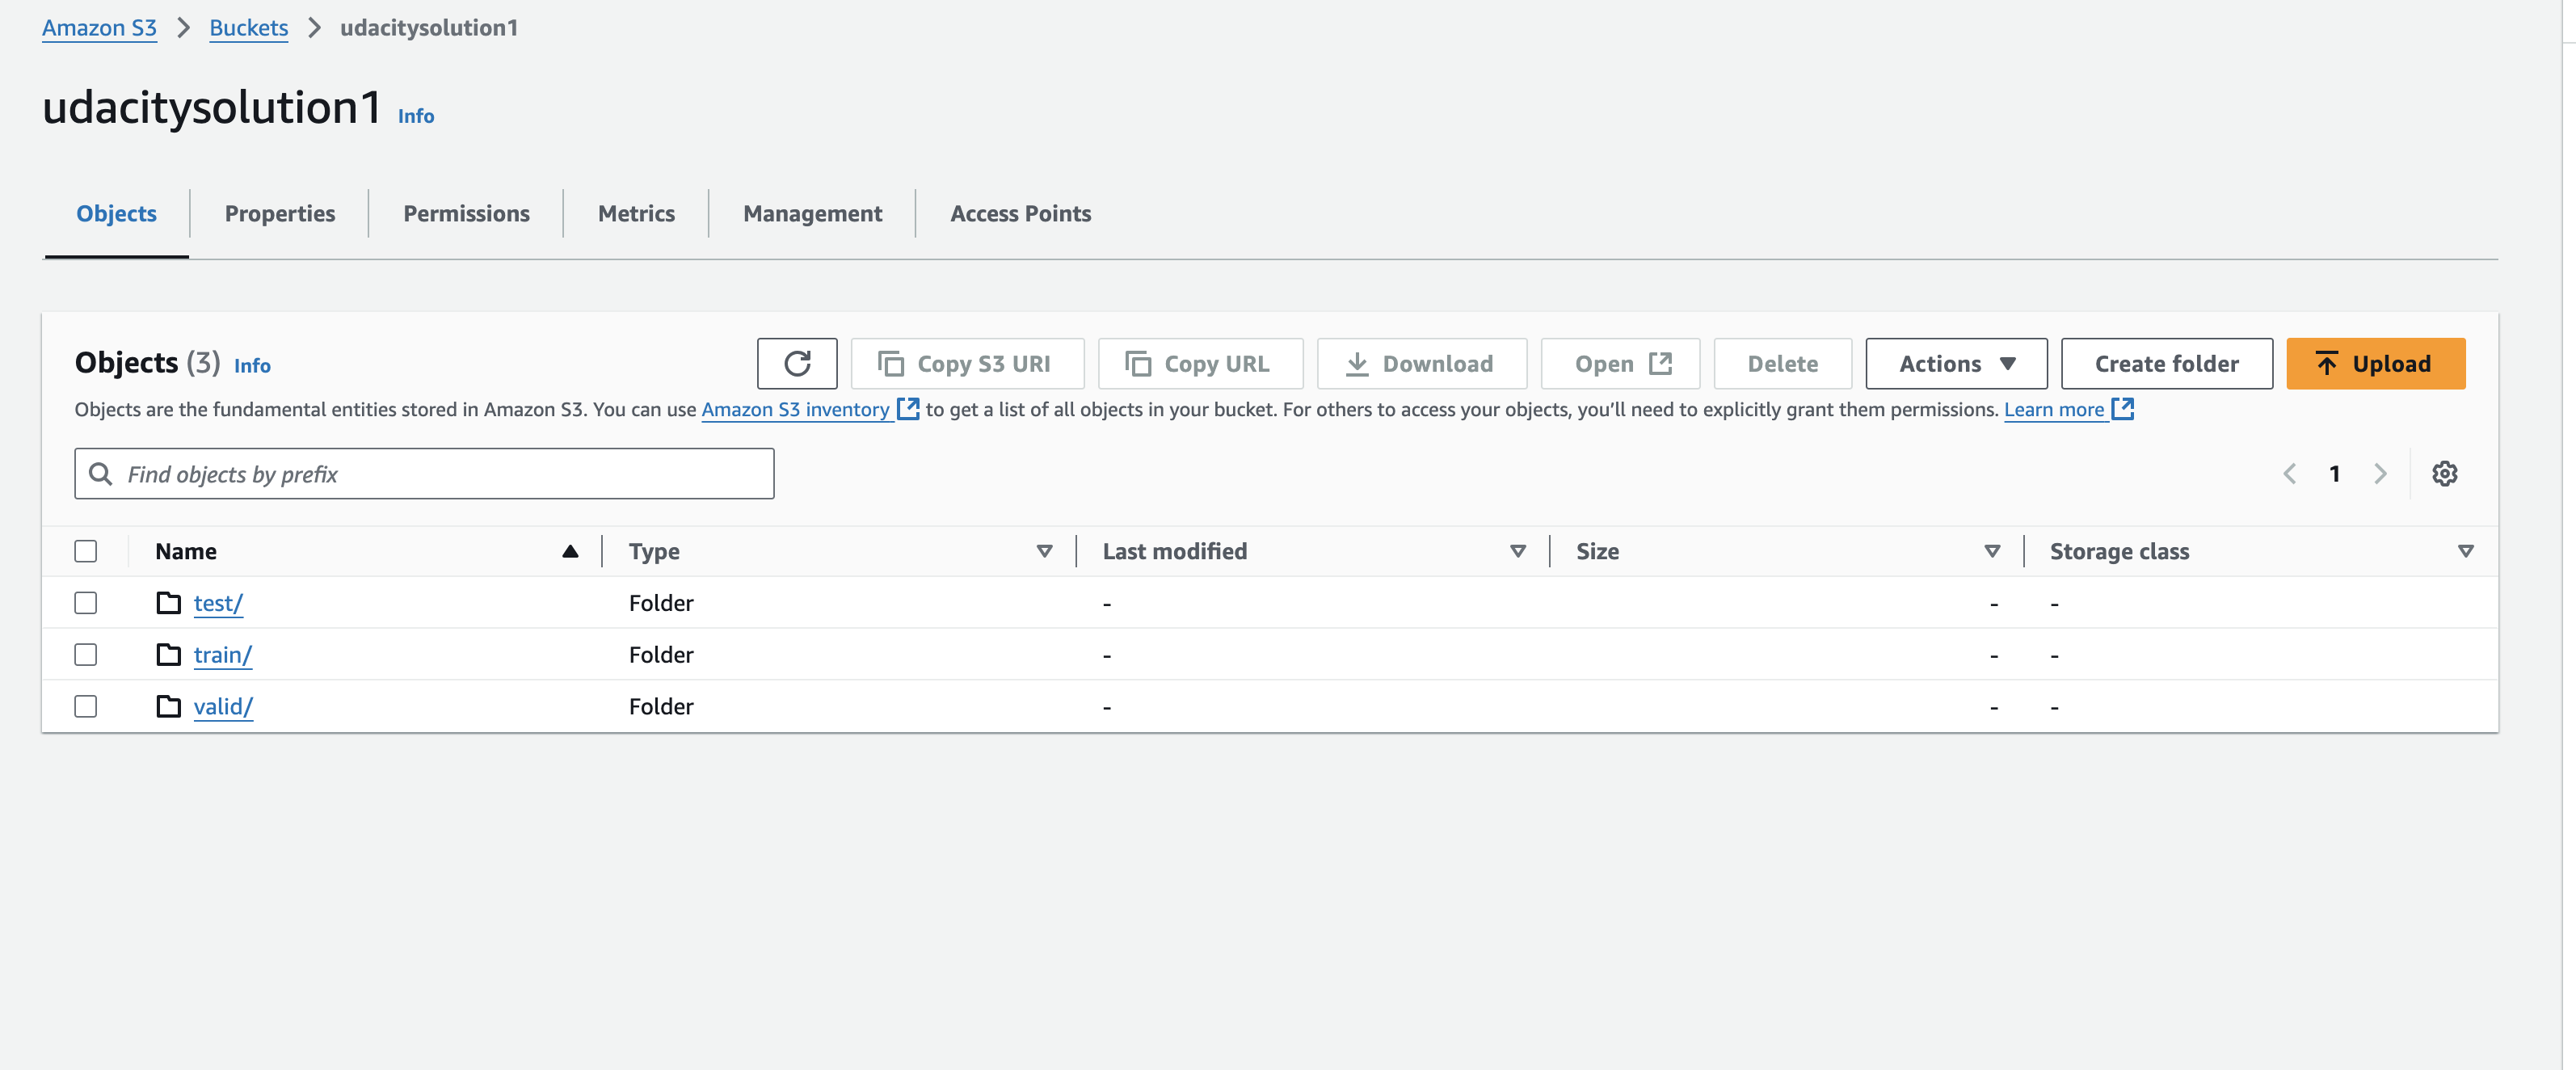 Amazon S3 > Buckets > udacitysolution1
udacitysolution1 Info
Objects Properties Permissions Metrics Management Access Points
Objects (3) Info Copy S3 URI Copy URL Download Open Delete Actions Create folder Upload
Objects are the fundamental entities stored in Amazon S3. You can use Amazon S3 inventory to get a list of all objects in your bucket. For others to access your objects, you’ll need to explicitly grant them permissions. Learn more
Find objects by prefix 1
Name Type Last modified Size Storage class
test/ Folder - - -
train/ Folder - - -
valid/ Folder - - -